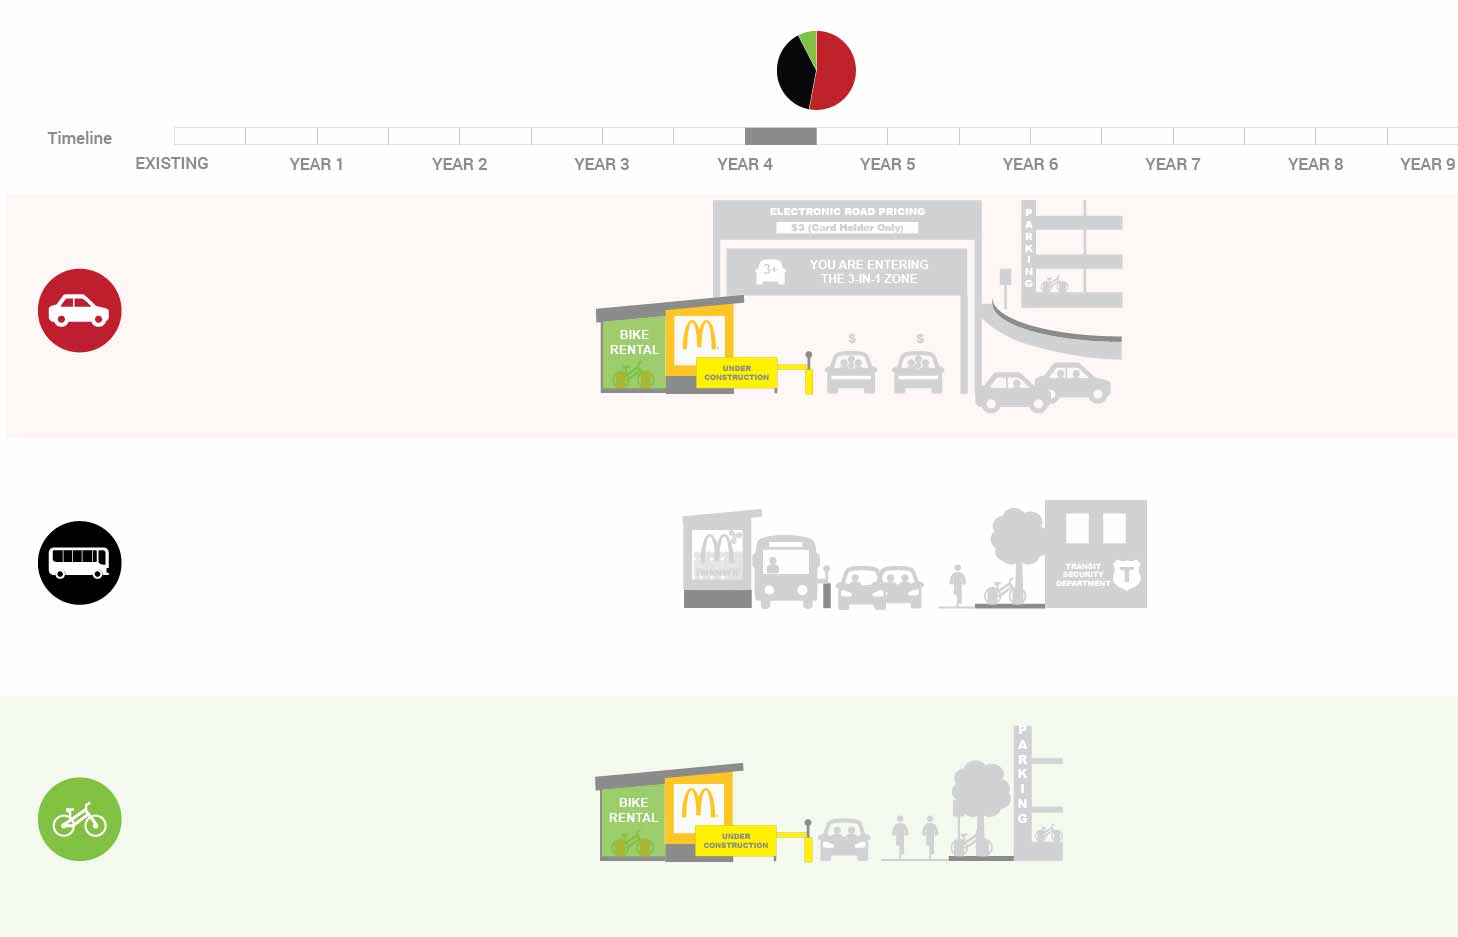 Timeline
EXISTING
YEAR 1
YEAR 2
YEAR 3
YEAR 4
YEAR 5
YEAR 6
YEAR 7
YEAR 8
YEAR 9
ELECTRONIC ROAD PRICING
$3 (Card Holder Only)
3+
YOU ARE ENTERING
THE 3-IN-1 ZONE
PARKING
BIKE
RENTAL
UNDER
CONSTRUCTION
$
$
TRANSIT
SECURITY
DEPARTMENT
T
PARKING
BIKE
RENTAL
UNDER
CONSTRUCTION